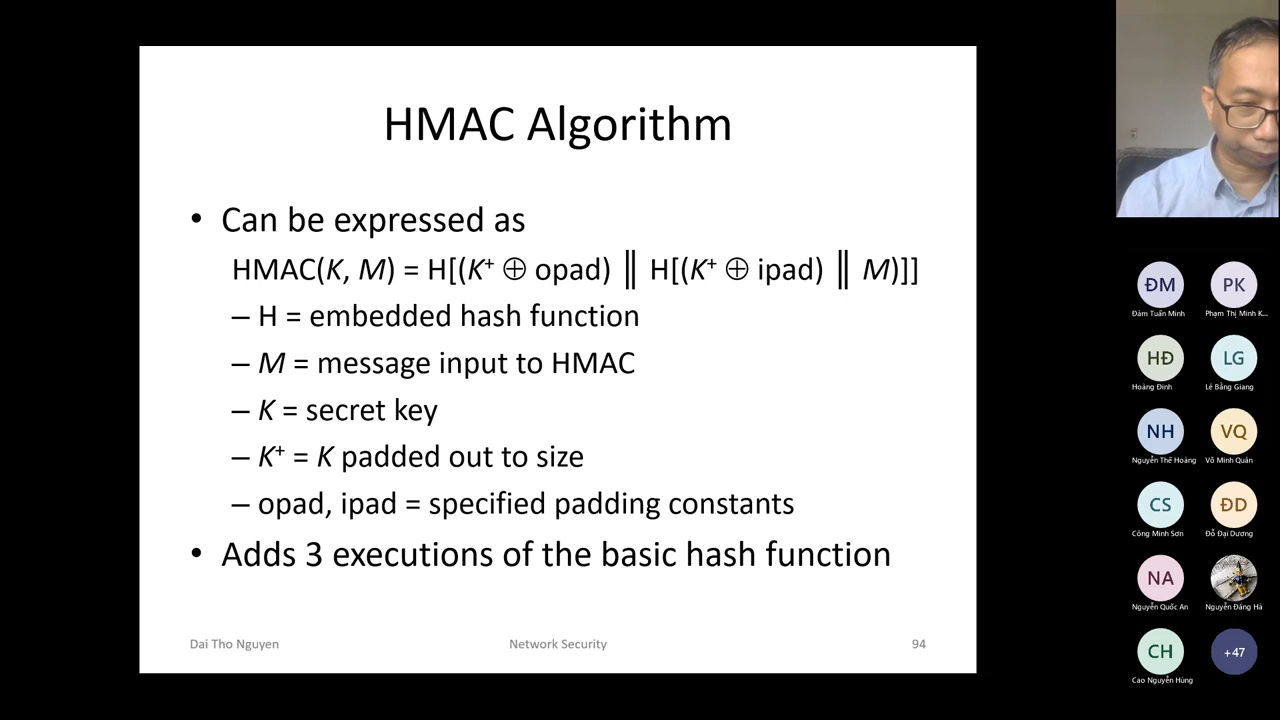 HMAC Algorithm
• Can be expressed as
HMAC(K, M) = H[(K⁺ ⊕ opad) ‖ H[(K⁺ ⊕ ipad) ‖ M)]]
– H = embedded hash function
– M = message input to HMAC
– K = secret key
– K⁺ = K padded out to size
– opad, ipad = specified padding constants
• Adds 3 executions of the basic hash function
Dai Tho Nguyen
Network Security
94
ĐM
PK
Đàm Tuấn Minh
Phạm Thị Minh K...
HĐ
LG
Hoàng Đinh
Lê Bằng Giang
NH
VQ
Nguyễn Thế Hoàng
Võ Minh Quân
CS
ĐD
Công Minh Sơn
Đỗ Đại Dương
NA
Nguyễn Quốc An
Nguyễn Đăng Hà
CH
+47
Cao Nguyễn Hùng